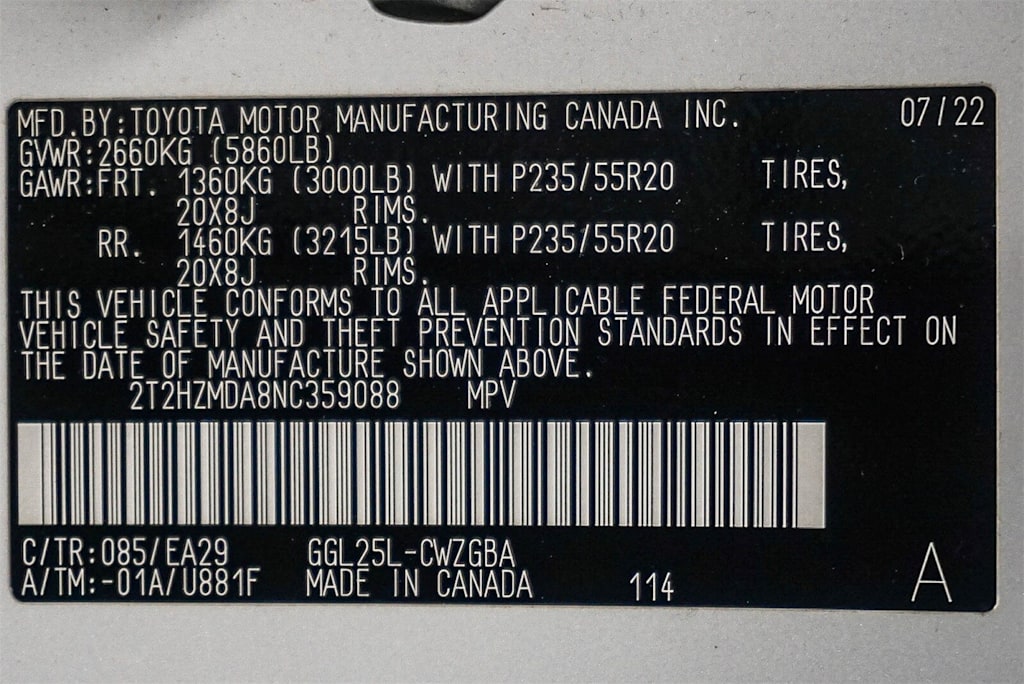 MFD.BY:TOYOTA MOTOR MANUFACTURING CANADA INC. 07/22
GVWR:2660KG (5860LB)
GAWR:FRT. 1360KG (3000LB) WITH P235/55R20 TIRES,
20X8J RIMS.
RR. 1460KG (3215LB) WITH P235/55R20 TIRES,
20X8J RIMS.
THIS VEHICLE CONFORMS TO ALL APPLICABLE FEDERAL MOTOR
VEHICLE SAFETY AND THEFT PREVENTION STANDARDS IN EFFECT ON
THE DATE OF MANUFACTURE SHOWN ABOVE.
2T2HZMDA8NC359088 MPV
C/TR:085/EA29 GGL25L-CWZGBA
A/TM:-01A/U881F MADE IN CANADA 114 A